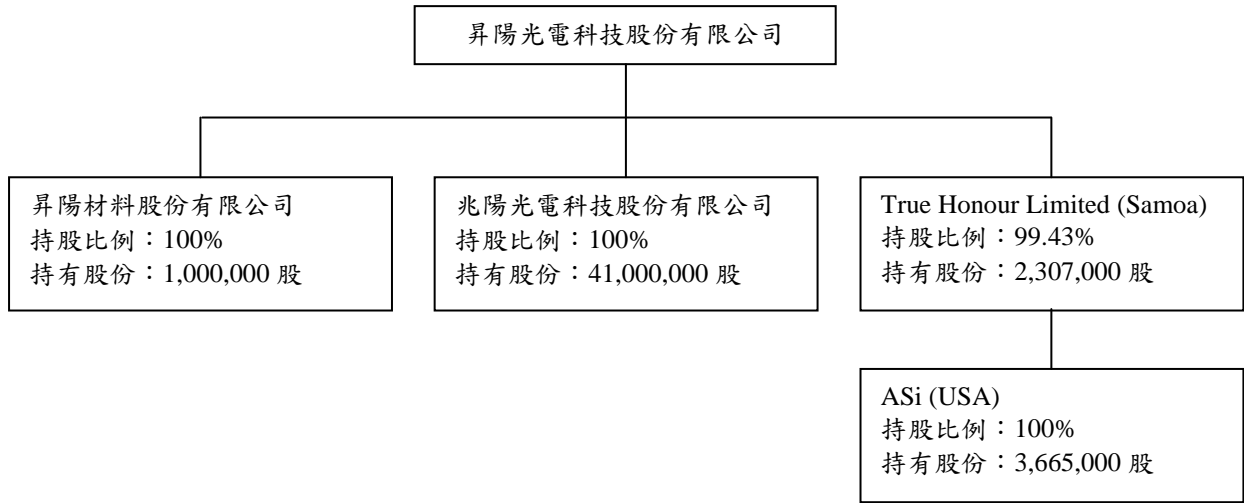 昇陽光電科技股份有限公司
昇陽材料股份有限公司
持股比例：100%
持有股份：1,000,000 股
兆陽光電科技股份有限公司
持股比例：100%
持有股份：41,000,000 股
True Honour Limited (Samoa)
持股比例：99.43%
持有股份：2,307,000 股
ASi (USA)
持股比例：100%
持有股份：3,665,000 股